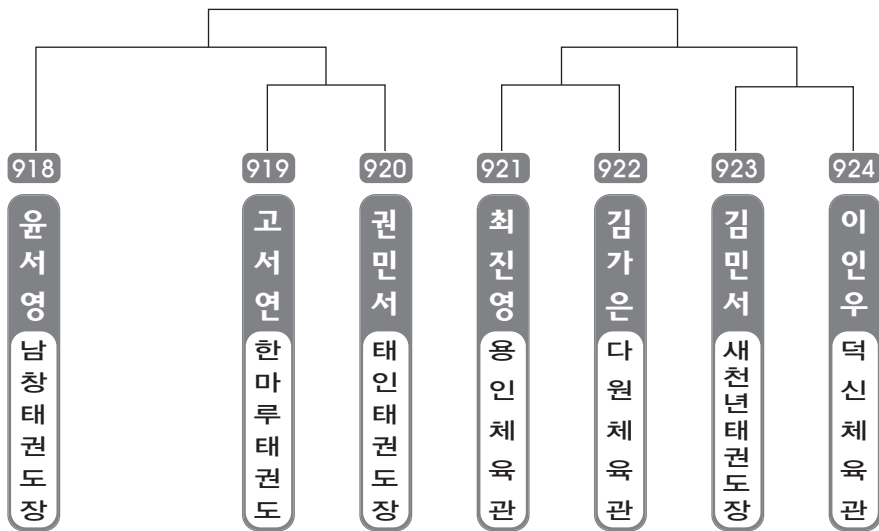 918
윤서영
남창태권도장
919
고서연
한마루태권도
920
권민서
태인태권도장
921
최진영
용인체육관
922
김가은
다원체육관
923
김민서
새천년태권도장
924
이인우
덕신체육관